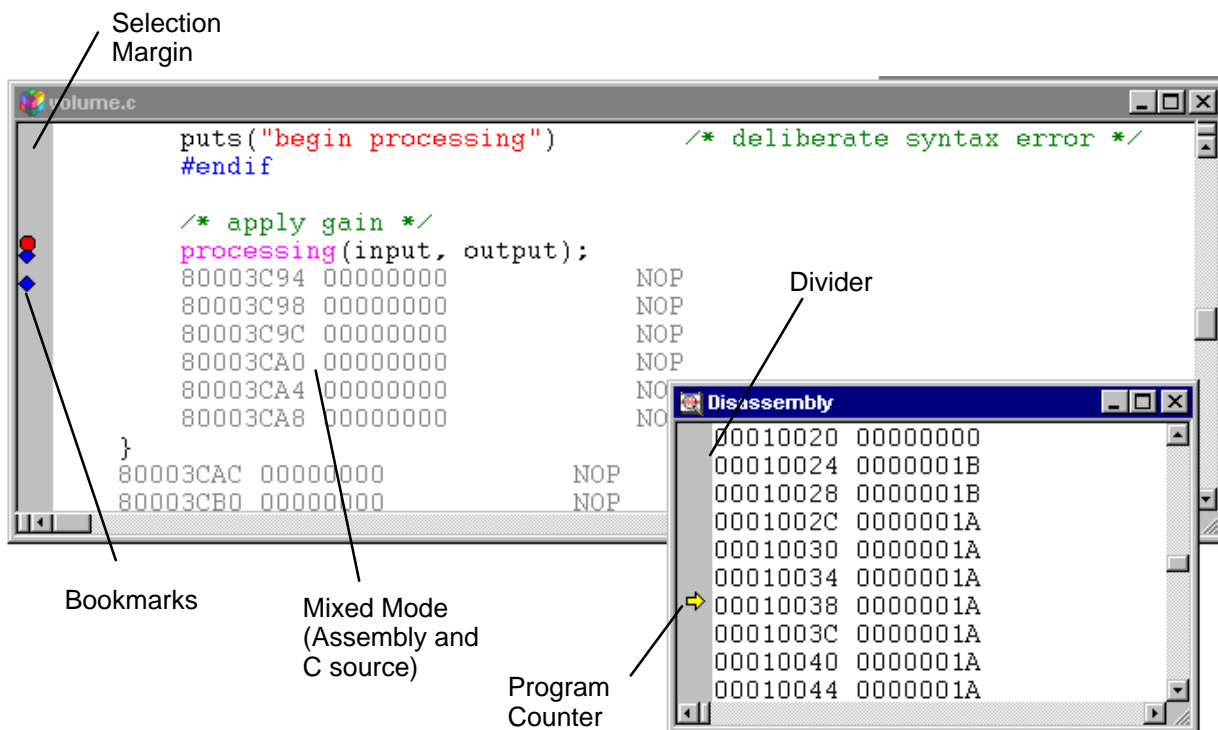 Selection
Margin
volume.c
puts("begin processing") /* deliberate syntax error */
#endif
/* apply gain */
processing(input, output);
80003C94 00000000 NOP
80003C98 00000000 NOP
80003C9C 00000000 NOP
80003CA0 00000000 NOP
80003CA4 00000000 NO
80003CA8 00000000 NO
}
80003CAC 00000000 NOP
80003CB0 00000000 NOP
Divider
Disassembly
00010020 00000000
00010024 0000001B
00010028 0000001B
0001002C 0000001A
00010030 0000001A
00010034 0000001A
00010038 0000001A
0001003C 0000001A
00010040 0000001A
00010044 0000001A
Bookmarks
Mixed Mode
(Assembly and
C source)
Program
Counter